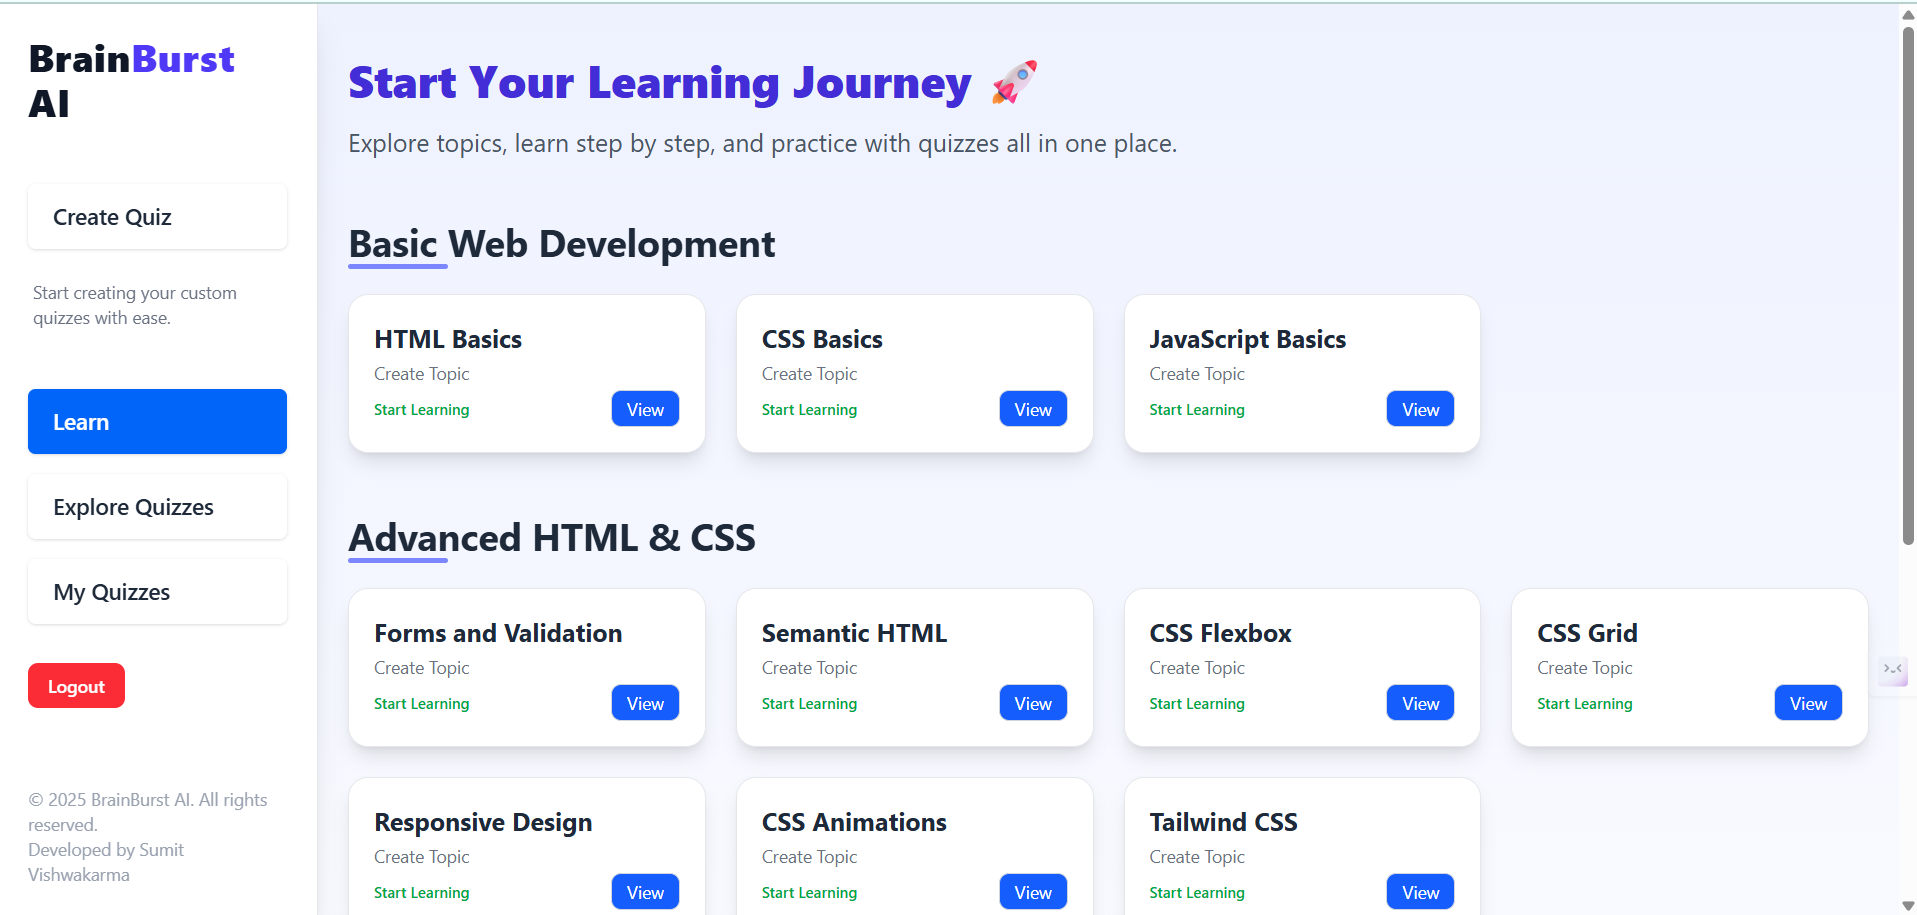 BrainBurst
AI
Create Quiz
Start creating your custom
quizzes with ease.
Learn
Explore Quizzes
My Quizzes
Logout
© 2025 BrainBurst AI. All rights
reserved.
Developed by Sumit
Vishwakarma
Start Your Learning Journey 🚀
Explore topics, learn step by step, and practice with quizzes all in one place.
Basic Web Development
HTML Basics
Create Topic
Start Learning
View
CSS Basics
Create Topic
Start Learning
View
JavaScript Basics
Create Topic
Start Learning
View
Advanced HTML & CSS
Forms and Validation
Create Topic
Start Learning
View
Semantic HTML
Create Topic
Start Learning
View
CSS Flexbox
Create Topic
Start Learning
View
CSS Grid
Create Topic
Start Learning
View
Responsive Design
Create Topic
Start Learning
View
CSS Animations
Create Topic
Start Learning
View
Tailwind CSS
Create Topic
Start Learning
View